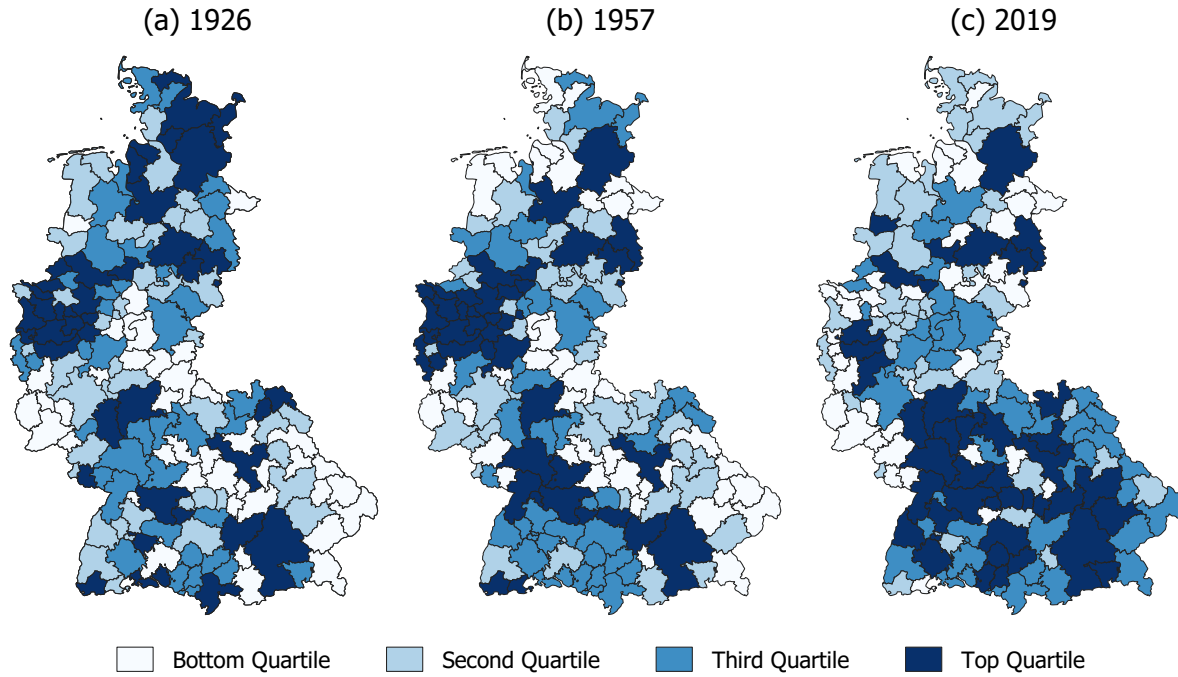 (a) 1926
(b) 1957
(c) 2019
Bottom Quartile
Second Quartile
Third Quartile
Top Quartile